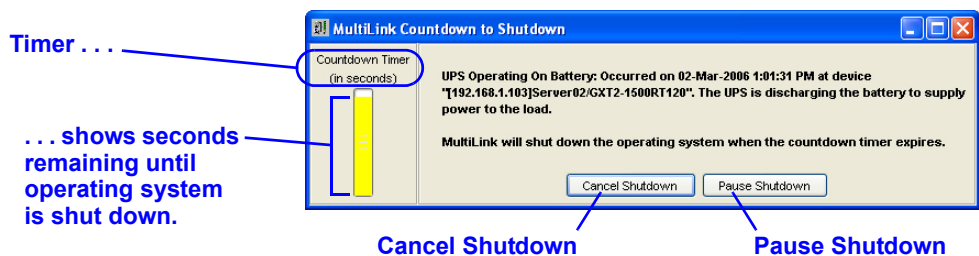 MultiLink Countdown to Shutdown
Timer . . .
Countdown Timer
(in seconds)
UPS Operating On Battery: Occurred on 02-Mar-2006 1:01:31 PM at device
"[192.168.1.103]Server02/GXT2-1500RT120". The UPS is discharging the battery to supply
power to the load.
MultiLink will shut down the operating system when the countdown timer expires.
. . . shows seconds
remaining until
operating system
is shut down.
Cancel Shutdown
Pause Shutdown
Cancel Shutdown
Pause Shutdown